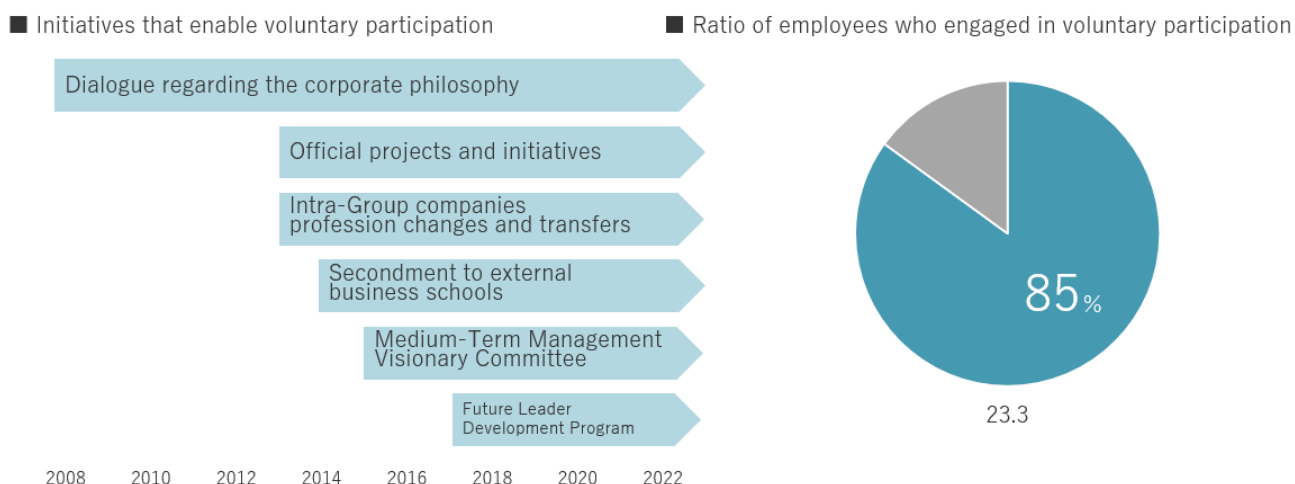 ■ Initiatives that enable voluntary participation
Dialogue regarding the corporate philosophy
Official projects and initiatives
Intra-Group companies
profession changes and transfers
Secondment to external
business schools
Medium-Term Management
Visionary Committee
Future Leader
Development Program
2008 2010 2012 2014 2016 2018 2020 2022
■ Ratio of employees who engaged in voluntary participation
85%
23.3